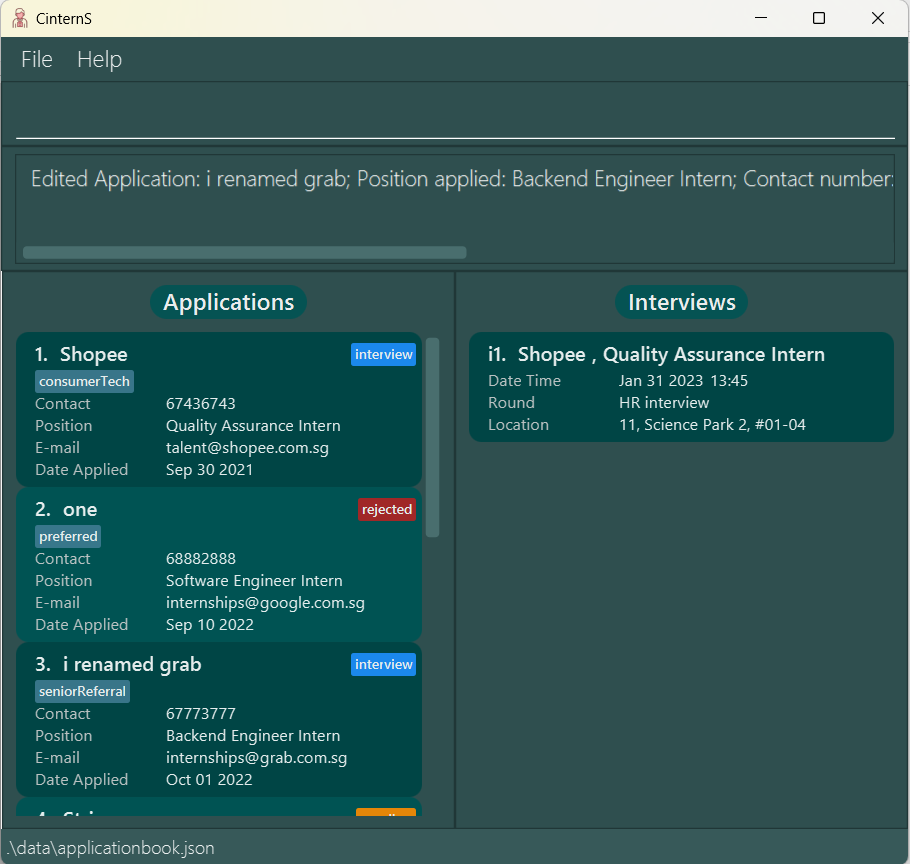 CinternS
File Help
Edited Application: i renamed grab; Position applied: Backend Engineer Intern; Contact number:
Applications
1. Shopee
interview
consumerTech
Contact 67436743
Position Quality Assurance Intern
E-mail talent@shopee.com.sg
Date Applied Sep 30 2021
2. one
rejected
preferred
Contact 68882888
Position Software Engineer Intern
E-mail internships@google.com.sg
Date Applied Sep 10 2022
3. i renamed grab
interview
seniorReferral
Contact 67773777
Position Backend Engineer Intern
E-mail internships@grab.com.sg
Date Applied Oct 01 2022
Interviews
i1. Shopee , Quality Assurance Intern
Date Time Jan 31 2023 13:45
Round HR interview
Location 11, Science Park 2, #01-04
.\data\applicationbook.json